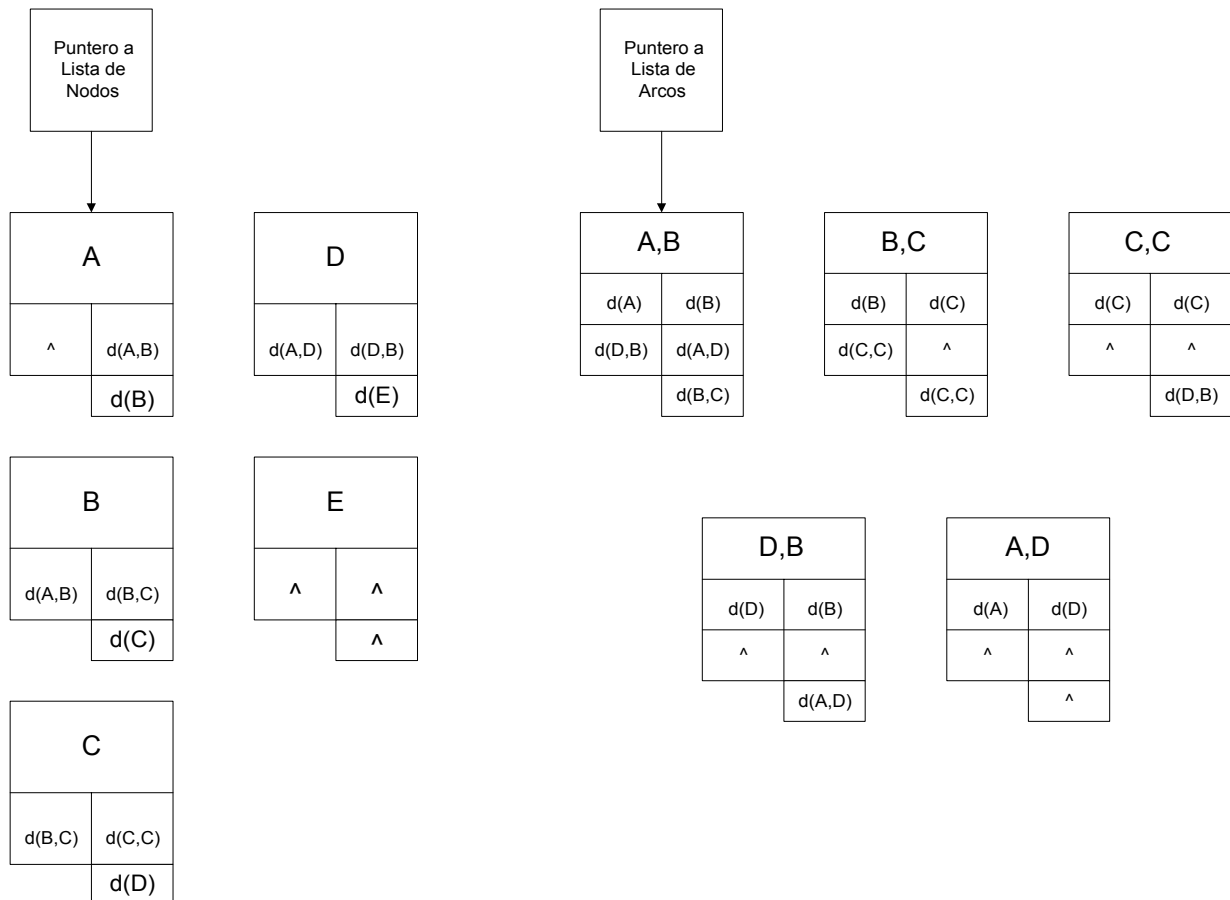 Puntero a
Lista de
Nodos
Puntero a
Lista de
Arcos
A
^ d(A,B)
d(B)
D
d(A,D) d(D,B)
d(E)
B
d(A,B) d(B,C)
d(C)
E
^ ^
^
C
d(B,C) d(C,C)
d(D)
A,B
d(A) d(B)
d(D,B) d(A,D)
d(B,C)
B,C
d(B) d(C)
d(C,C) ^
d(C,C)
C,C
d(C) d(C)
^ ^
d(D,B)
D,B
d(D) d(B)
^ ^
d(A,D)
A,D
d(A) d(D)
^ ^
^